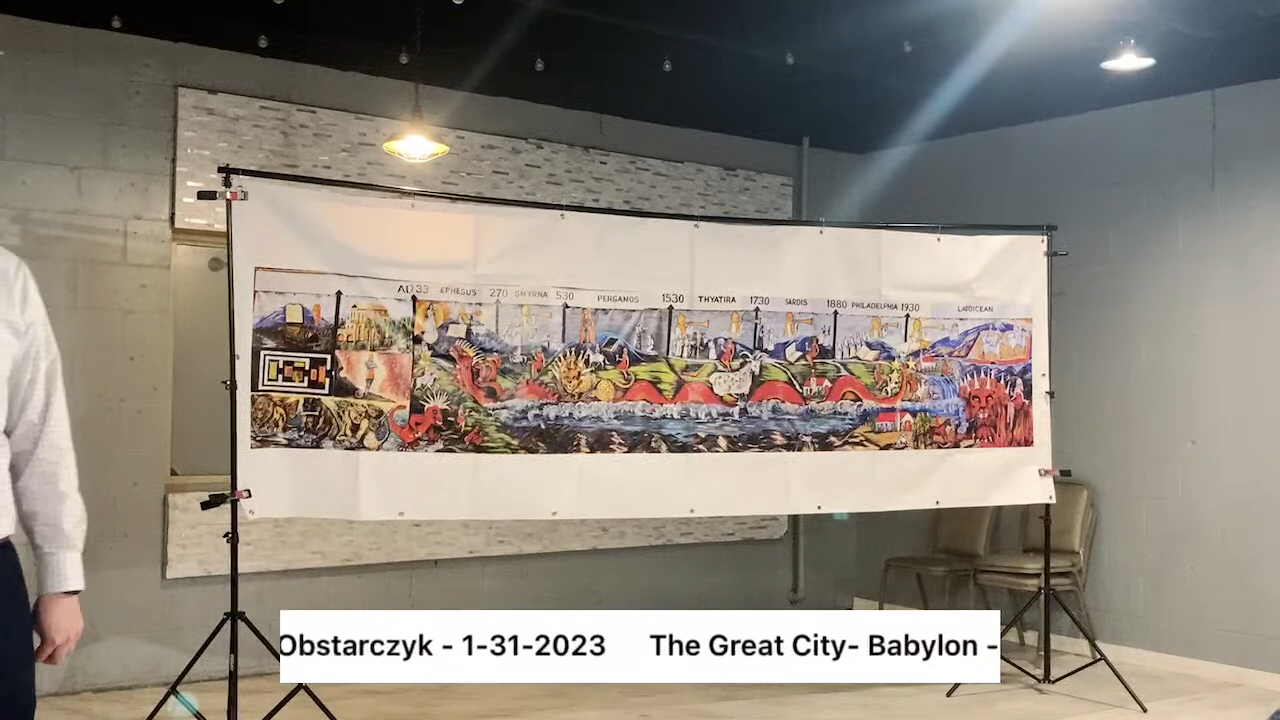 AD 33 EPHESUS 270 SMYRNA 530 PERGAMOS 1530 THYATIRA 1730 SARDIS 1880 PHILADELPHIA 1930 LAODICEAN
Obstarczyk - 1-31-2023 The Great City- Babylon -